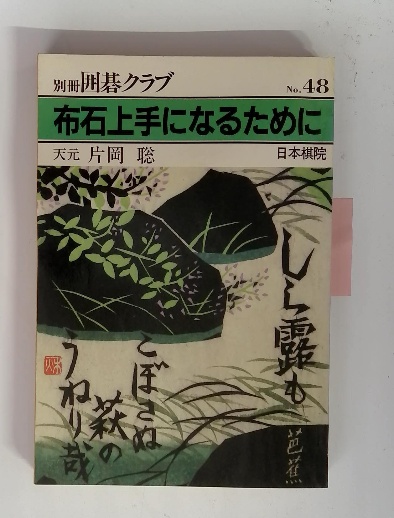 別冊囲碁クラブ
No.48
布石上手になるために
天元 片岡 聡
日本棋院
しら露も
こぼさぬ
萩の
うねり哉
芭蕉